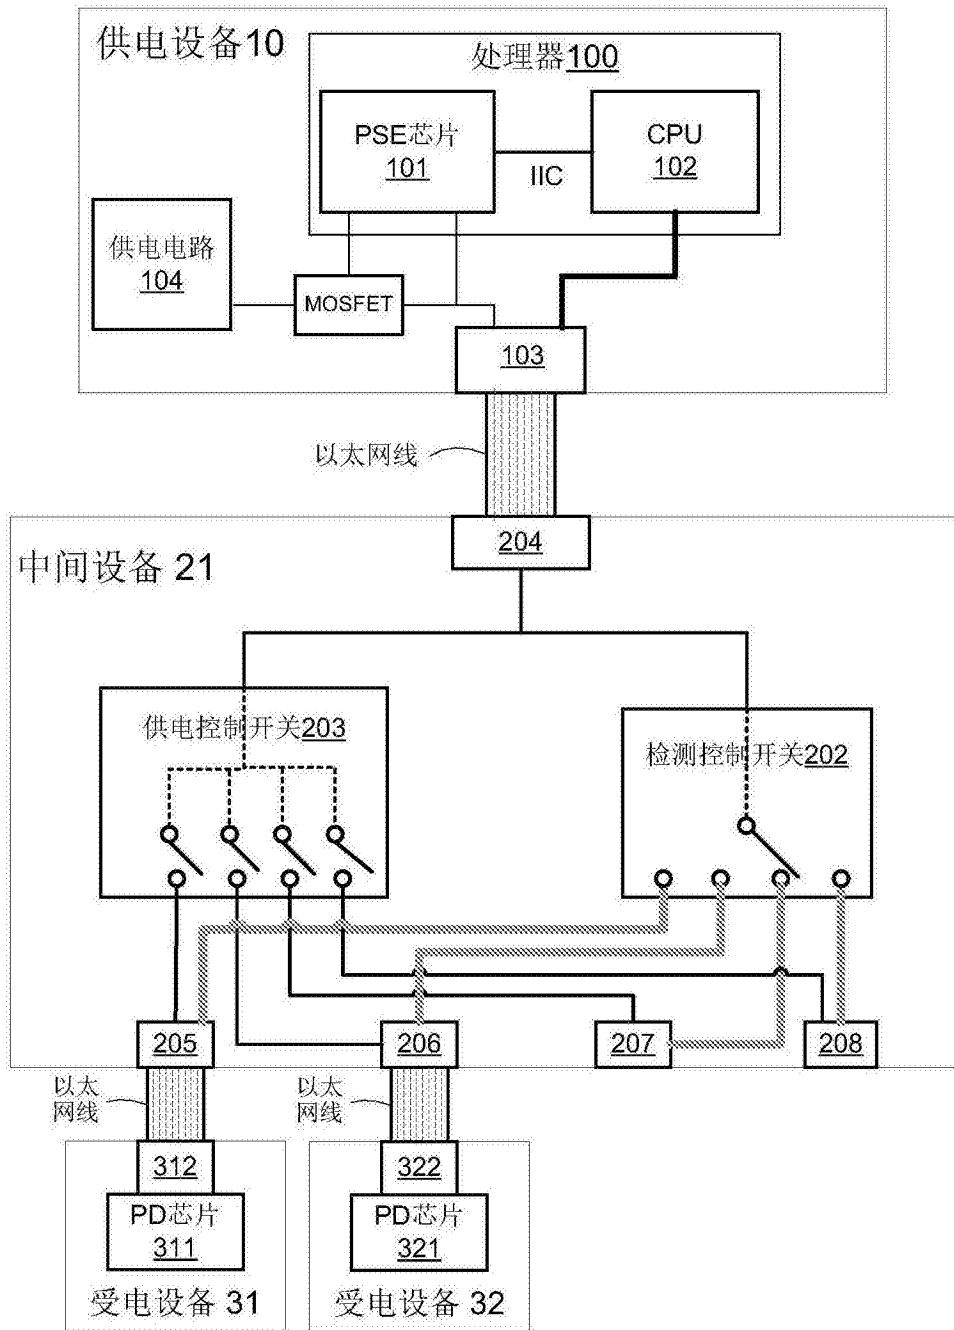 供电设备10
处理器100
PSE芯片
101
IIC
CPU
102
供电电路
104
MOSFET
103
以太网线
204
中间设备 21
供电控制开关203
检测控制开关202
205
206
207
208
以太
网线
以太
网线
312
322
PD芯片
311
PD芯片
321
受电设备 31
受电设备 32